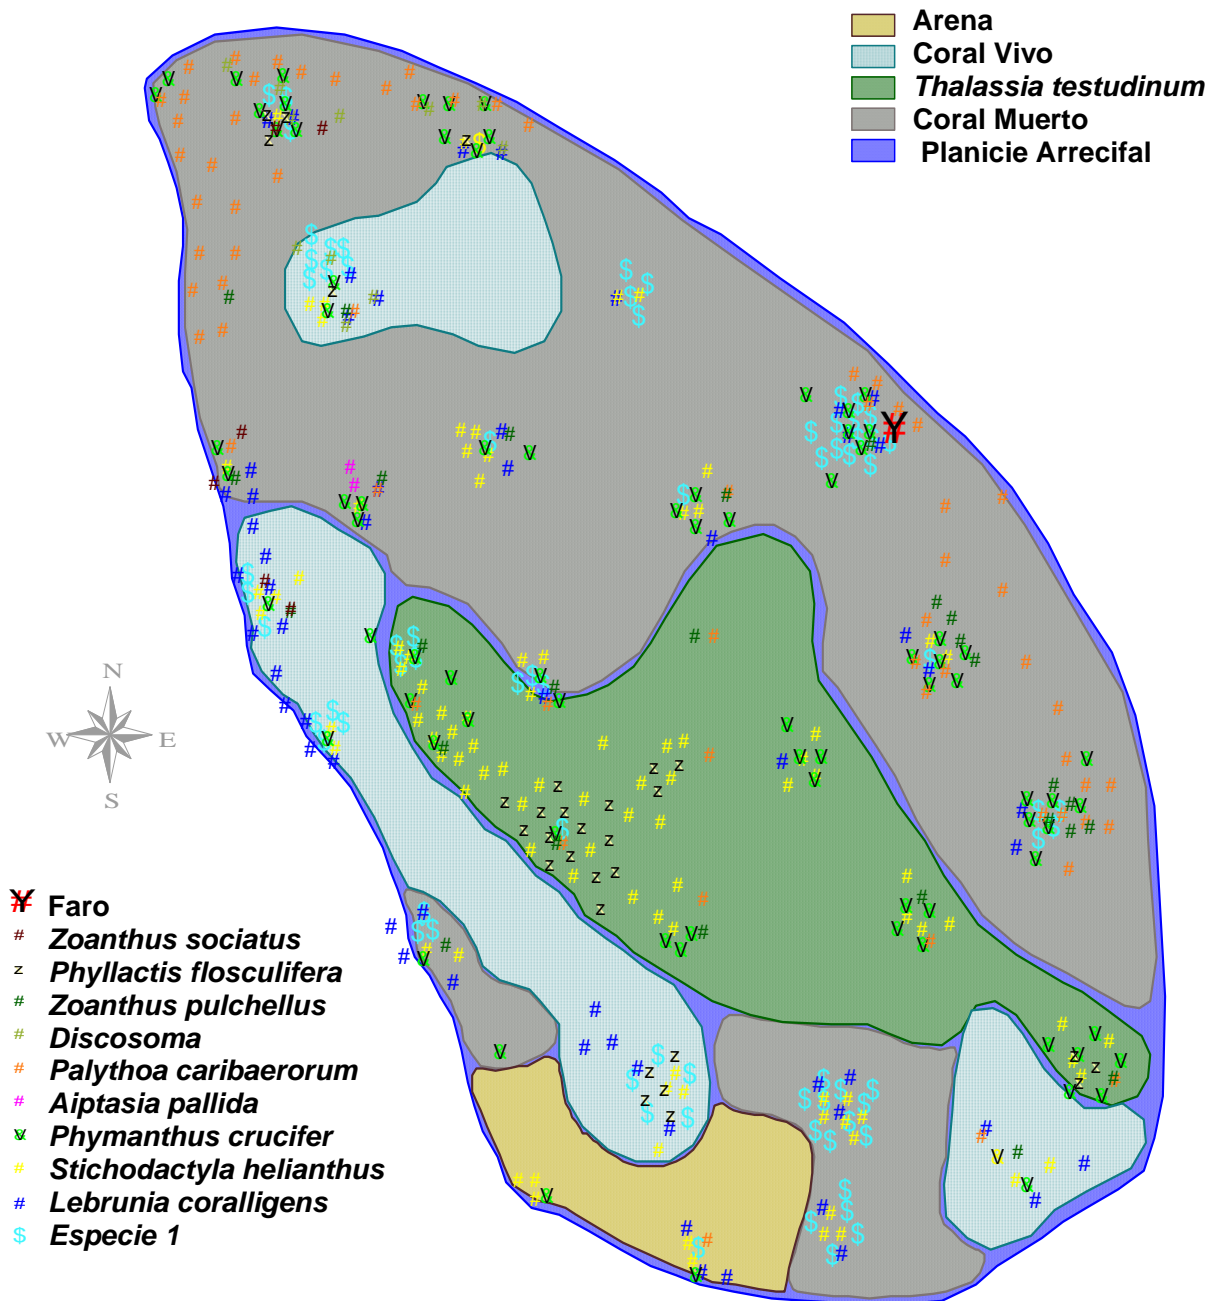 Arena
Coral Vivo
Thalassia testudinum
Coral Muerto
Planicie Arrecifal
N
W E
S
Faro
# Zoanthus sociatus
z Phyllactis flosculifera
# Zoanthus pulchellus
# Discosoma
# Palythoa caribaerorum
# Aiptasia pallida
Phymanthus crucifer
# Stichodactyla helianthus
# Lebrunia coralligens
$ Especie 1